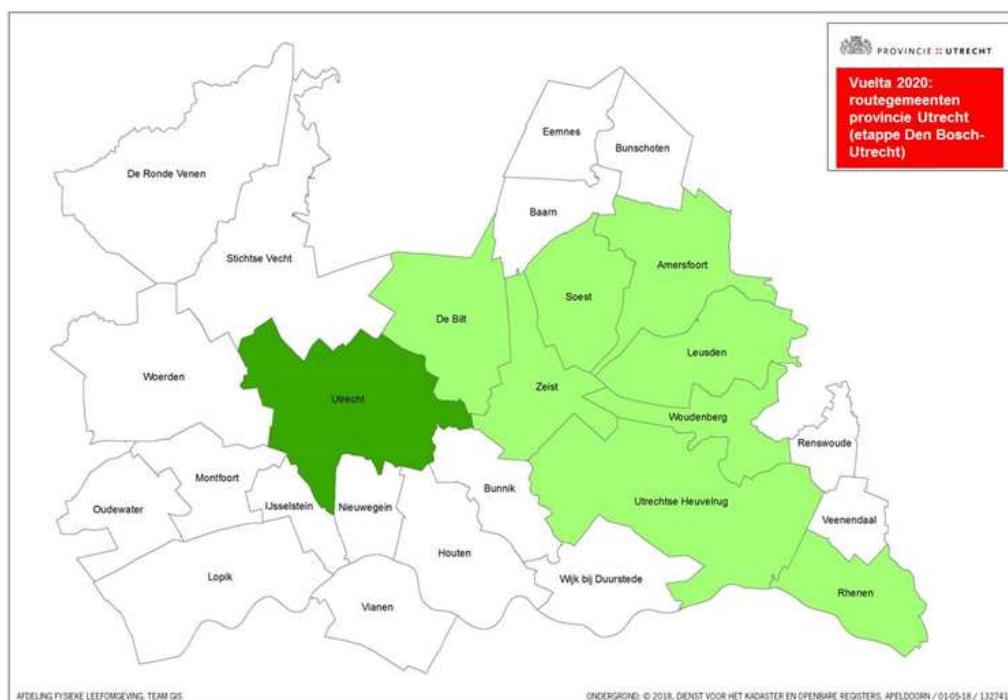 PROVINCIE :: UTRECHT
Vuelta 2020:
routegemeenten
provincie Utrecht
(etappe Den Bosch-
Utrecht)
Eemnes
Bunschoten
De Ronde Venen
Baarn
Stichtse Vecht
Amersfoort
Soest
De Bilt
Leusden
Woerden
Zeist
Utrecht
Woudenberg
Renswoude
Montfoort
Bunnik
Utrechtse Heuvelrug
Oudewater
IJsselstein
Nieuwegein
Veenendaal
Houten
Lopik
Wijk bij Duurstede
Vianen
Rhenen
AFDELING FYSIEKE LEEFOMGEVING, TEAM GIS
ONDERGROND: © 2018, DIENST VOOR HET KADASTER EN OPENBARE REGISTERS, APELDOORN / 01-05-18 / 132743